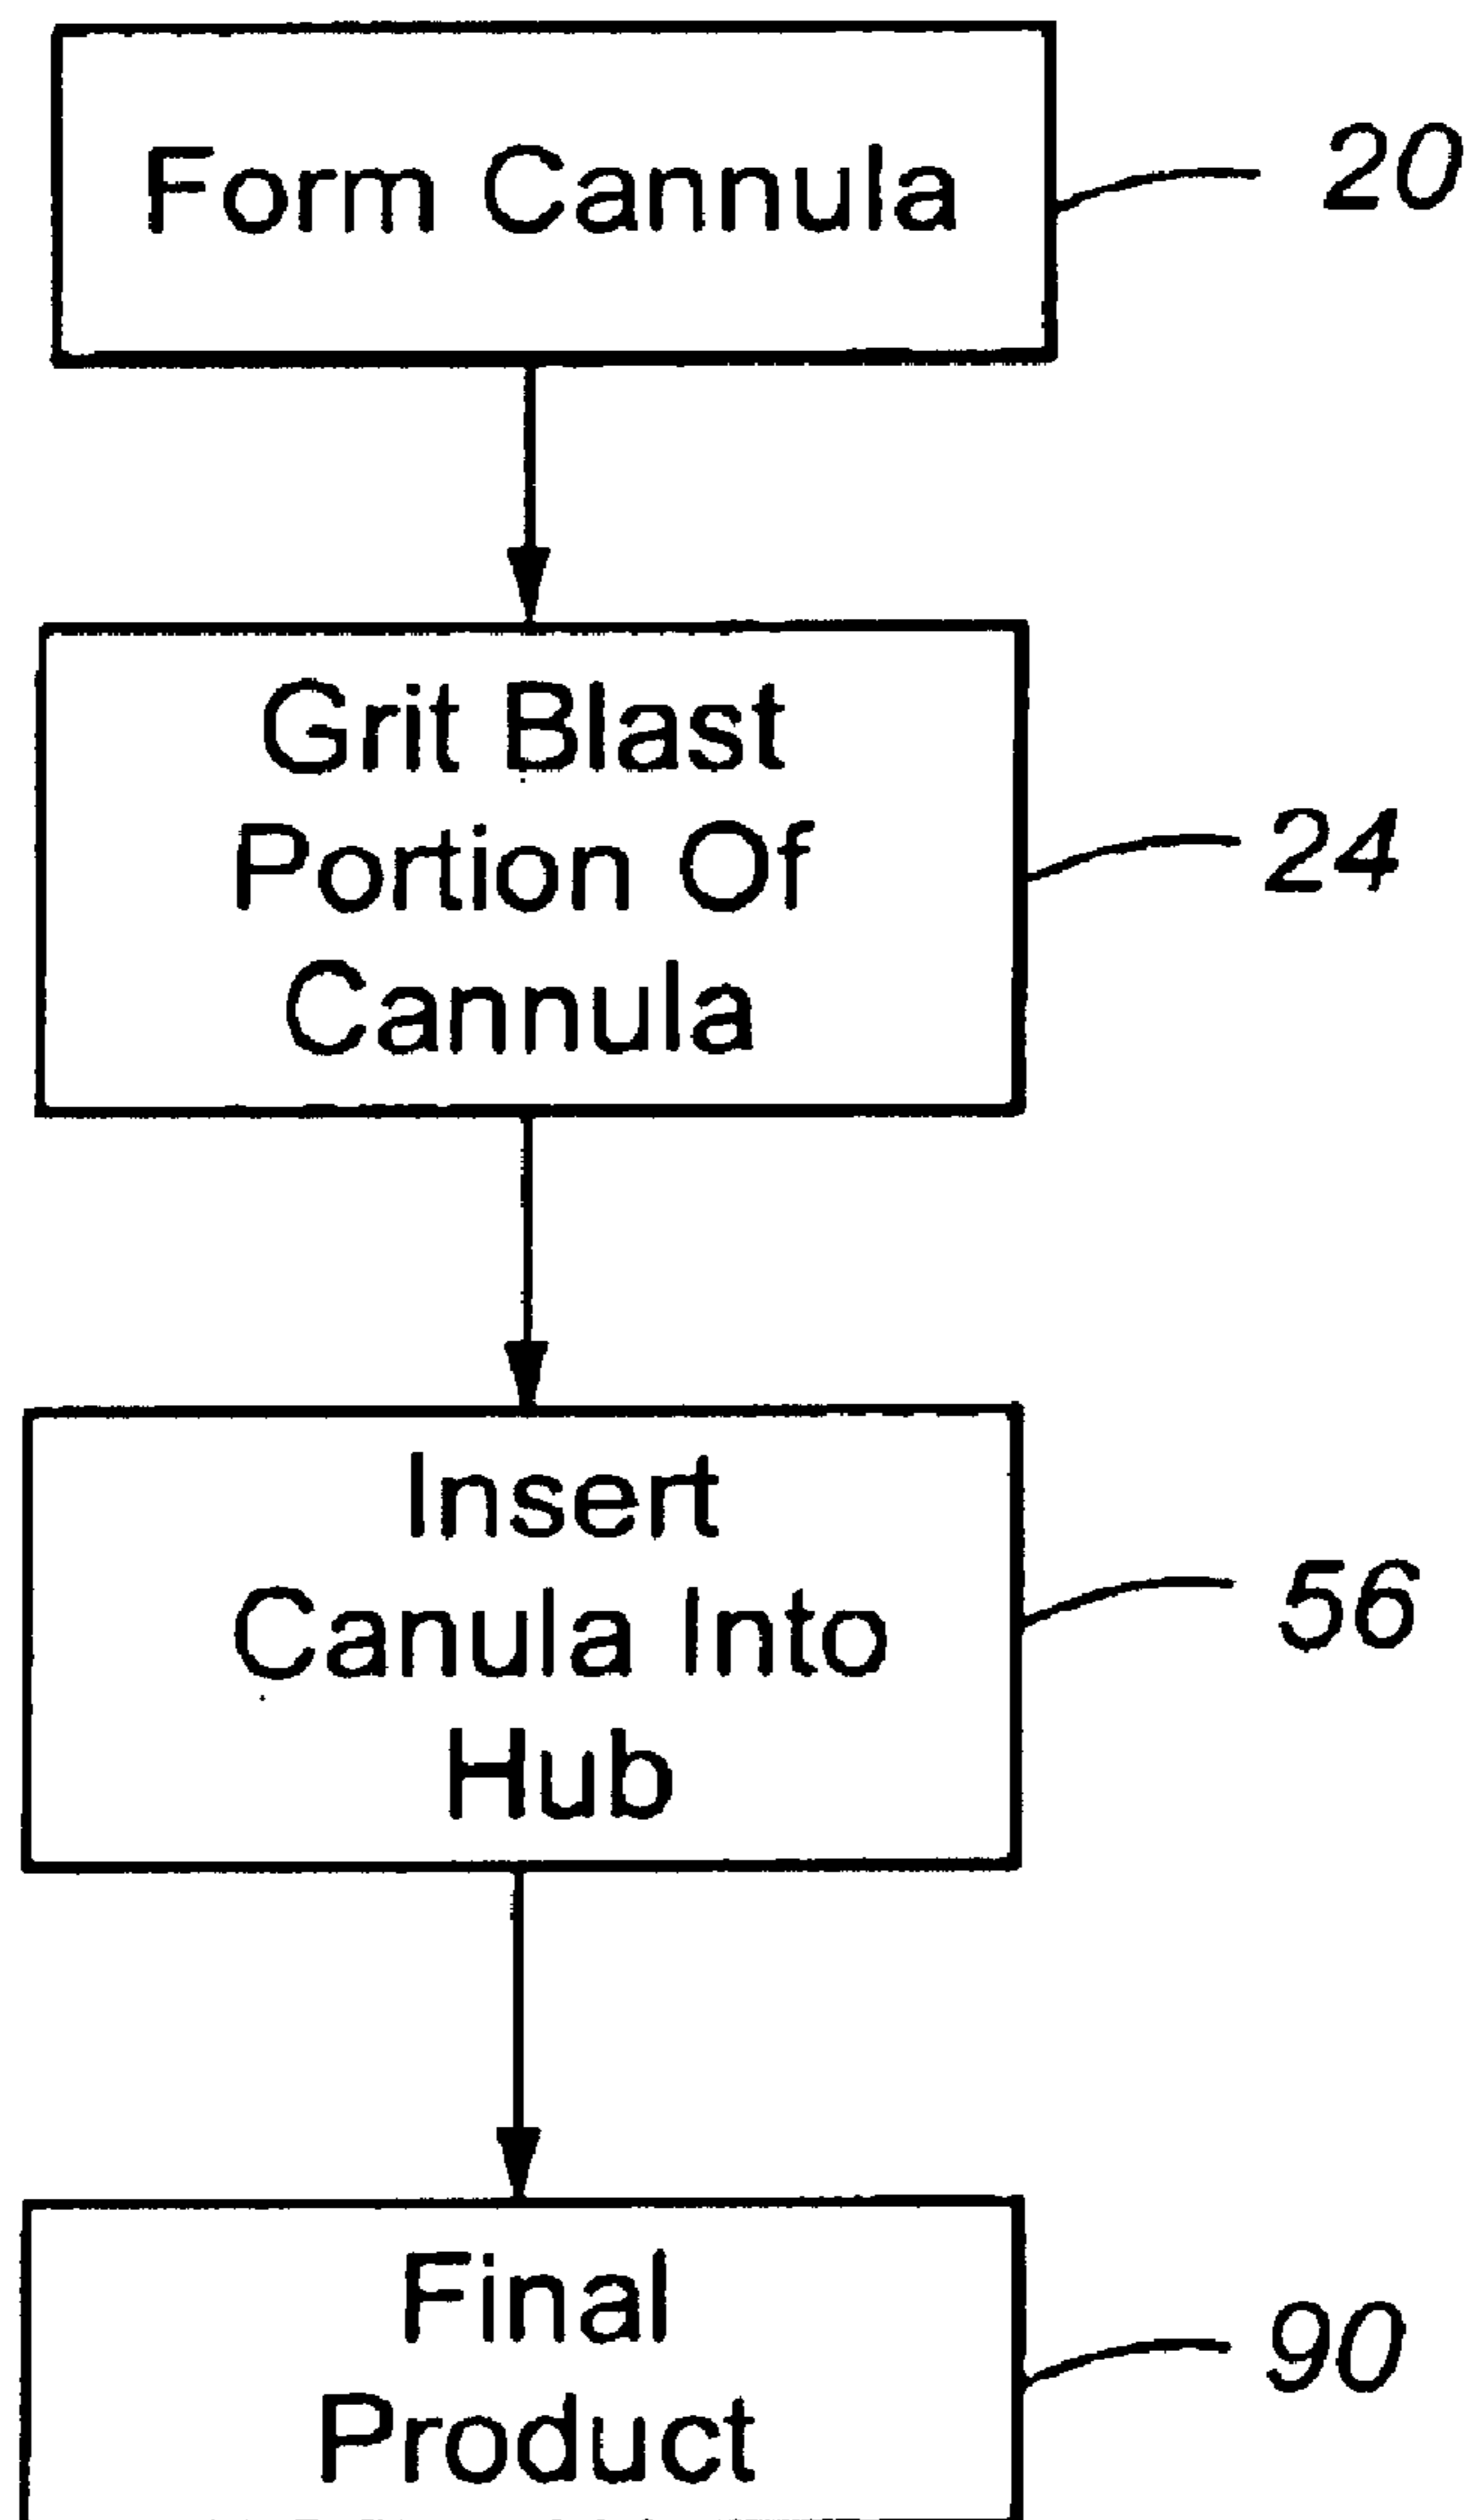 Form Cannula
20
Grit Blast
Portion Of
Cannula
24
Insert
Canula Into
Hub
56
Final
Product
90